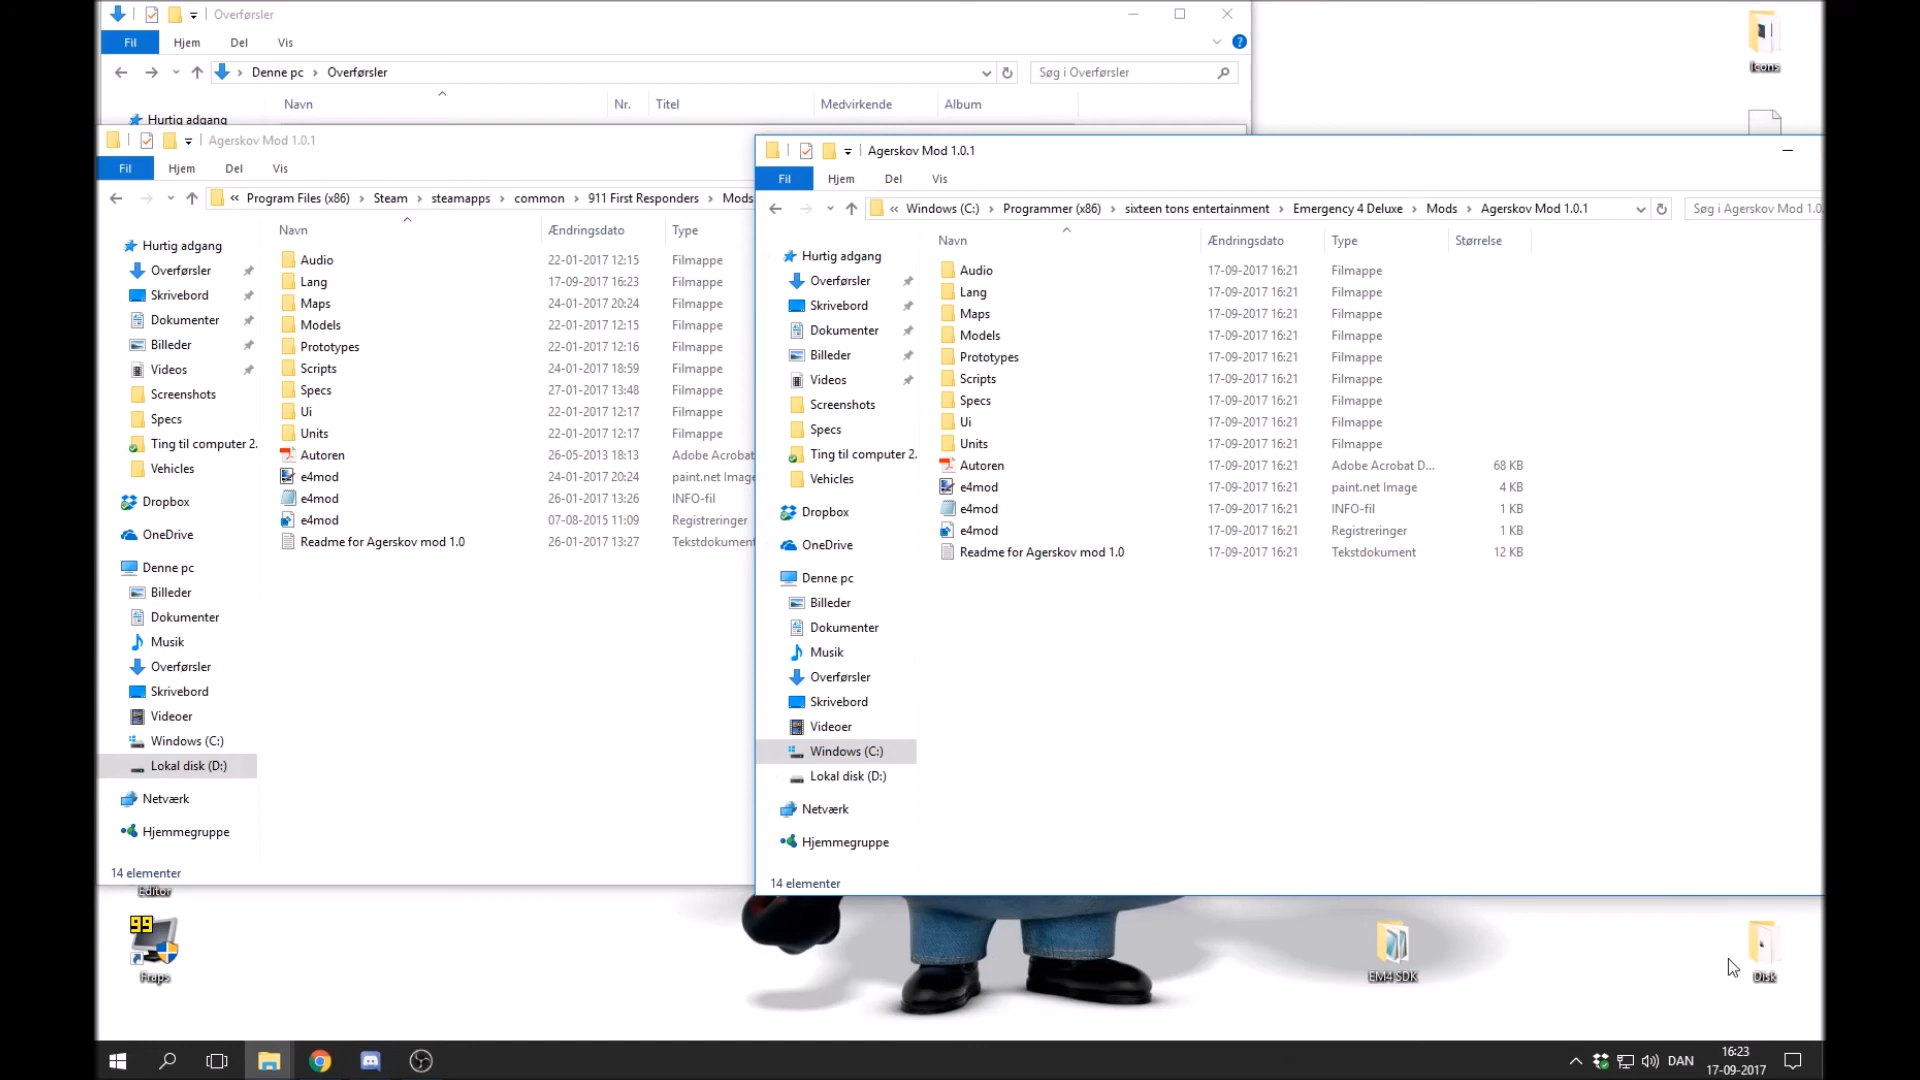 Overførsler
Fil Hjem Del Vis
Denne pc › Overførsler
Søg i Overførsler
Navn Nr. Titel Medvirkende Album
Hurtig adgang
Agerskov Mod 1.0.1
Fil Hjem Del Vis
« Program Files (x86) › Steam › steamapps › common › 911 First Responders › Mods
Navn Ændringsdato Type
Hurtig adgang
Overførsler
Skrivebord
Dokumenter
Billeder
Videos
Screenshots
Specs
Ting til computer 2.
Vehicles
Dropbox
OneDrive
Denne pc
Billeder
Dokumenter
Musik
Overførsler
Skrivebord
Videoer
Windows (C:)
Lokal disk (D:)
Netværk
Hjemmegruppe
Audio 22-01-2017 12:15 Filmappe
Lang 17-09-2017 16:23 Filmappe
Maps 24-01-2017 20:24 Filmappe
Models 22-01-2017 12:15 Filmappe
Prototypes 22-01-2017 12:16 Filmappe
Scripts 24-01-2017 18:59 Filmappe
Specs 27-01-2017 13:48 Filmappe
Ui 22-01-2017 12:17 Filmappe
Units 22-01-2017 12:17 Filmappe
Autoren 26-05-2013 18:13 Adobe Acrobat
e4mod 24-01-2017 20:24 paint.net Image
e4mod 26-01-2017 13:26 INFO-fil
e4mod 07-08-2015 11:09 Registreringer
Readme for Agerskov mod 1.0 26-01-2017 13:27 Tekstdokument
14 elementer
Agerskov Mod 1.0.1
Fil Hjem Del Vis
« Windows (C:) › Programmer (x86) › sixteen tons entertainment › Emergency 4 Deluxe › Mods › Agerskov Mod 1.0.1
Søg i Agerskov Mod 1.0.
Navn Ændringsdato Type Størrelse
Hurtig adgang
Overførsler
Skrivebord
Dokumenter
Billeder
Videos
Screenshots
Specs
Ting til computer 2.
Vehicles
Dropbox
OneDrive
Denne pc
Billeder
Dokumenter
Musik
Overførsler
Skrivebord
Videoer
Windows (C:)
Lokal disk (D:)
Netværk
Hjemmegruppe
Audio 17-09-2017 16:21 Filmappe
Lang 17-09-2017 16:21 Filmappe
Maps 17-09-2017 16:21 Filmappe
Models 17-09-2017 16:21 Filmappe
Prototypes 17-09-2017 16:21 Filmappe
Scripts 17-09-2017 16:21 Filmappe
Specs 17-09-2017 16:21 Filmappe
Ui 17-09-2017 16:21 Filmappe
Units 17-09-2017 16:21 Filmappe
Autoren 17-09-2017 16:21 Adobe Acrobat D... 68 KB
e4mod 17-09-2017 16:21 paint.net Image 4 KB
e4mod 17-09-2017 16:21 INFO-fil 1 KB
e4mod 17-09-2017 16:21 Registreringer 1 KB
Readme for Agerskov mod 1.0 17-09-2017 16:21 Tekstdokument 12 KB
14 elementer
Icons
Editor
99
Fraps
EM4 SDK
Disk
DAN
16:23
17-09-2017